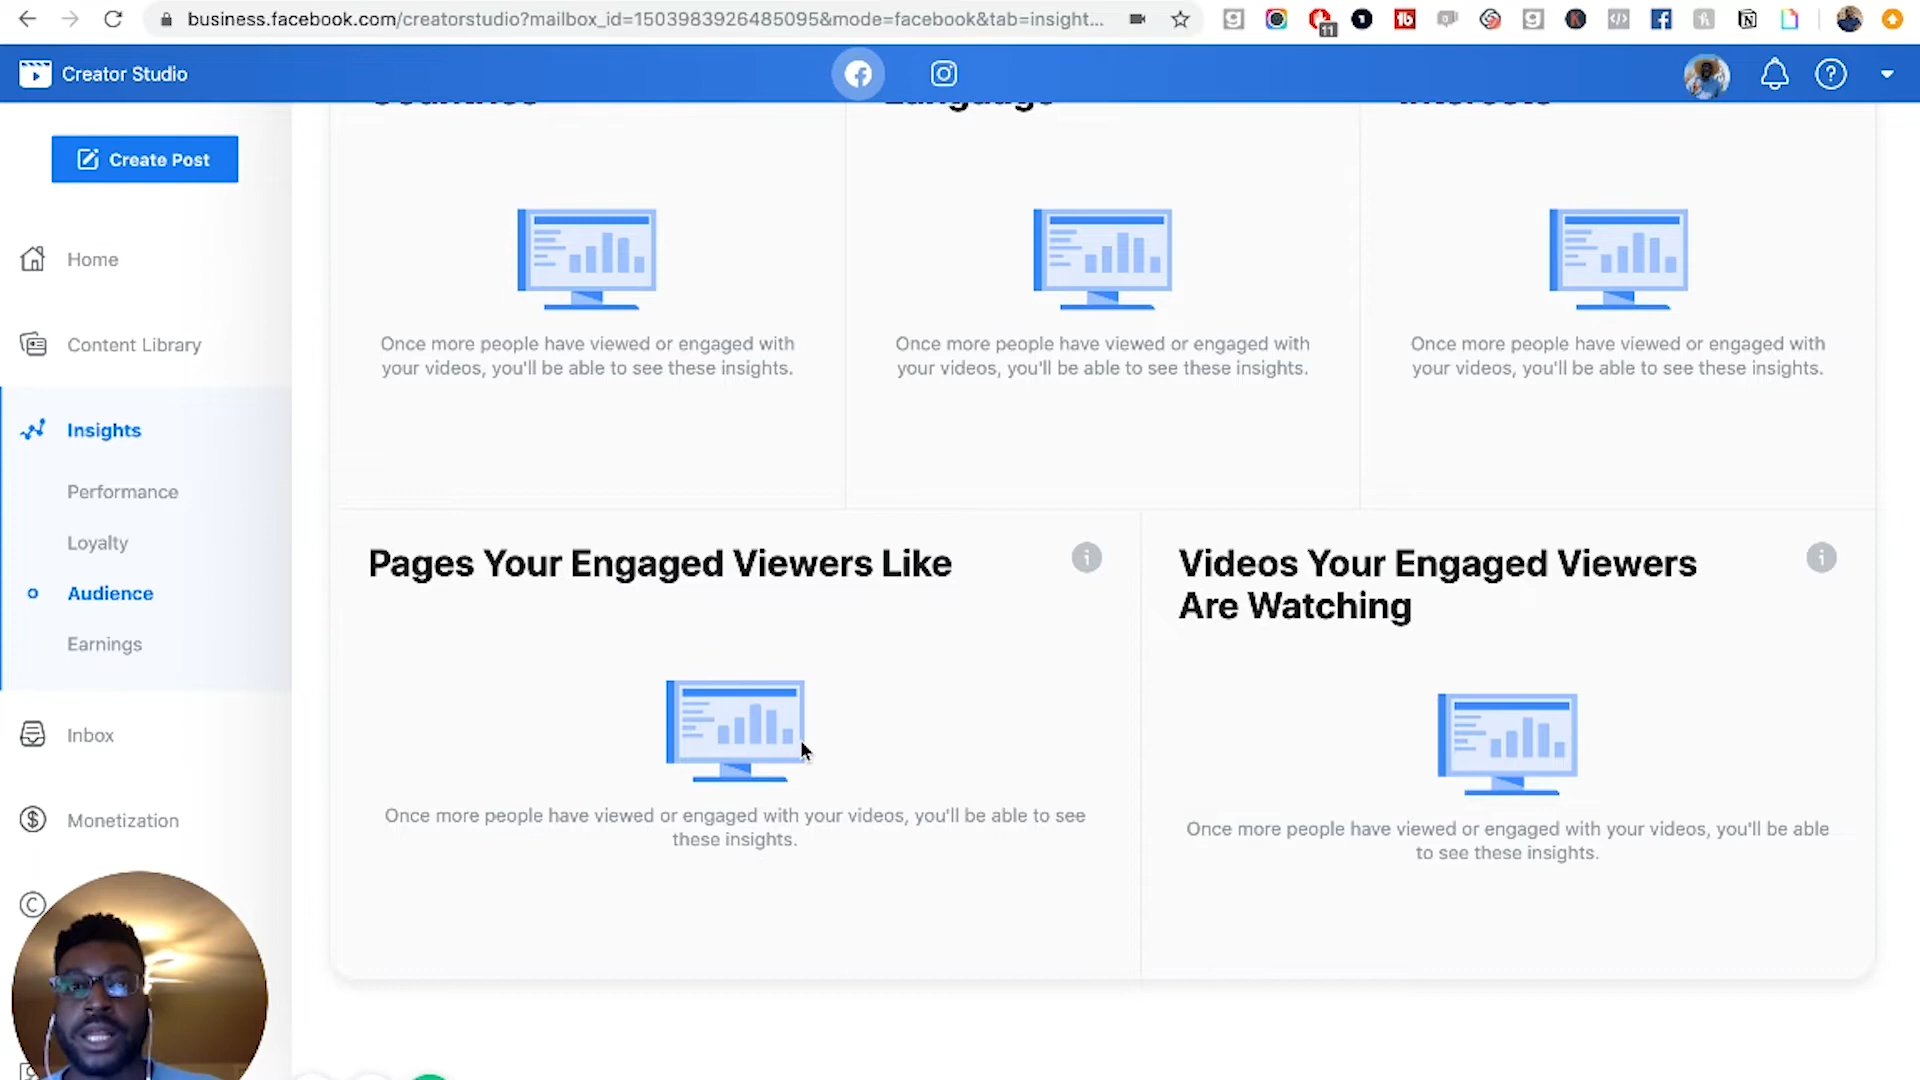 business.facebook.com/creatorstudio?mailbox_id=1503983926485095&mode=facebook&tab=insight...
11
Creator Studio
Countries
Language
Interests
Create Post
Home
Content Library
Insights
Performance
Loyalty
Audience
Earnings
Inbox
Monetization
Once more people have viewed or engaged with
your videos, you'll be able to see these insights.
Once more people have viewed or engaged with
your videos, you'll be able to see these insights.
Once more people have viewed or engaged with
your videos, you'll be able to see these insights.
Pages Your Engaged Viewers Like
Once more people have viewed or engaged with your videos, you'll be able to see
these insights.
Videos Your Engaged Viewers
Are Watching
Once more people have viewed or engaged with your videos, you'll be able
to see these insights.